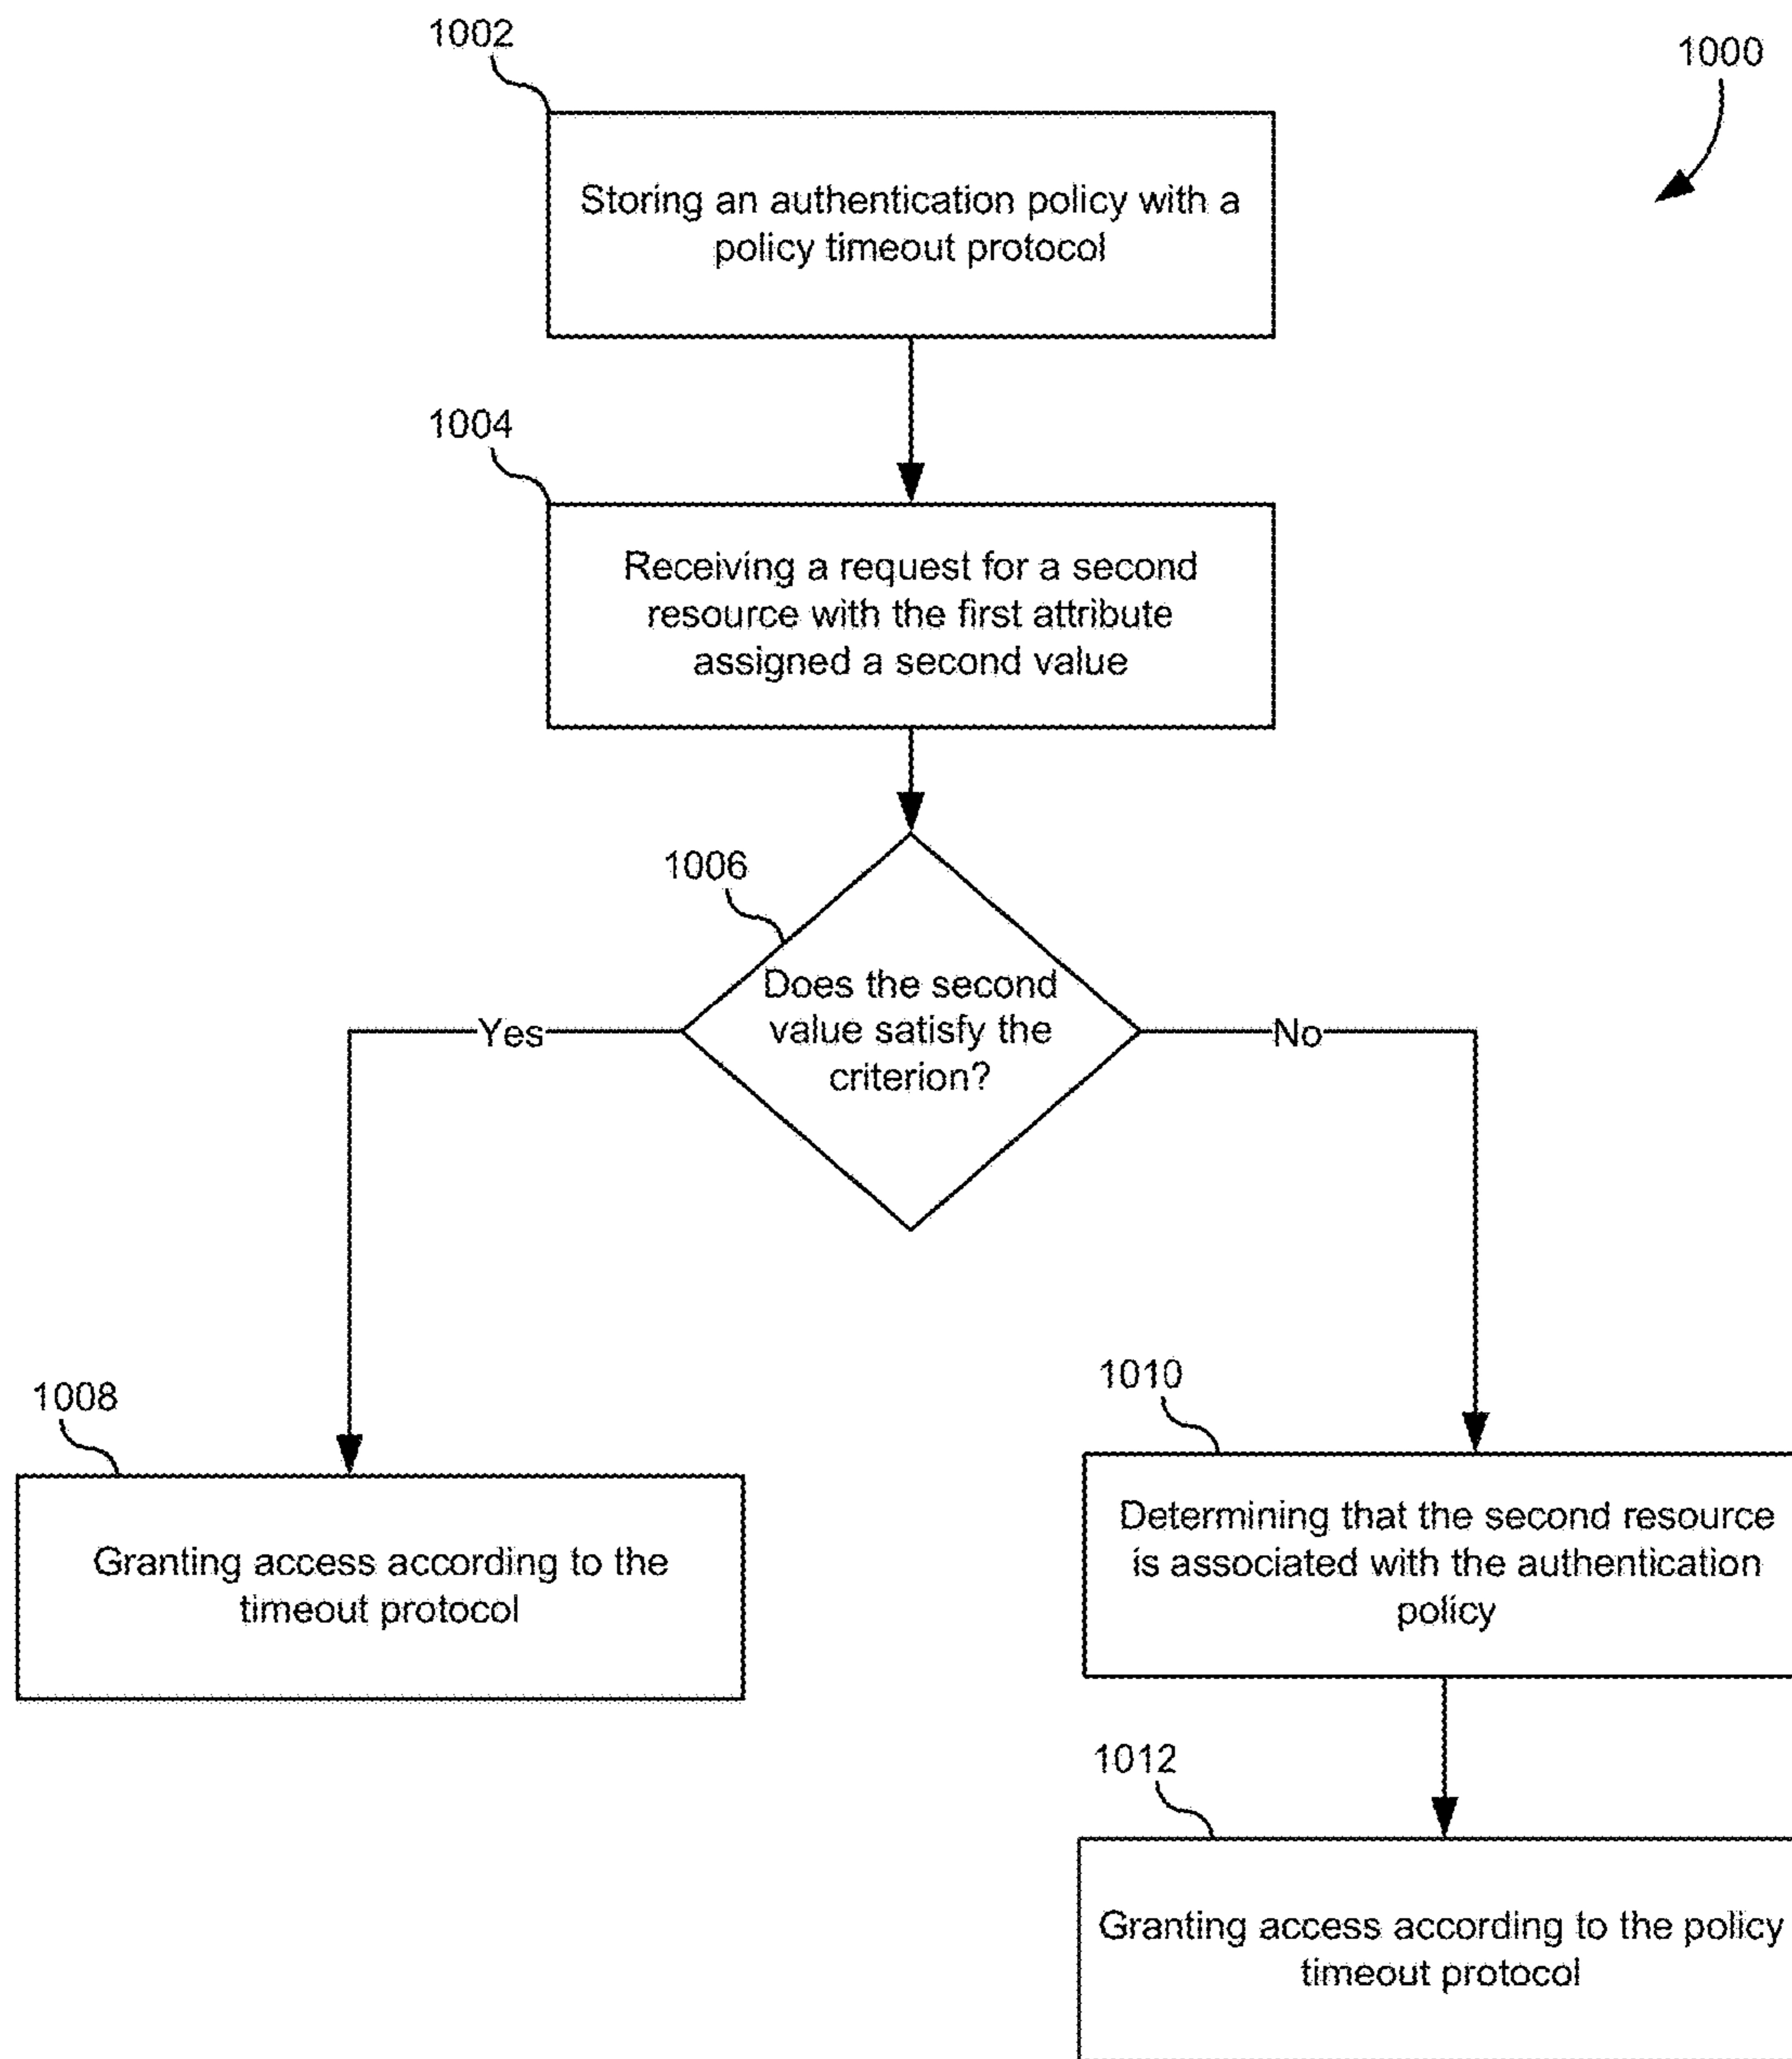 1002
1000
Storing an authentication policy with a
policy timeout protocol
1004
Receiving a request for a second
resource with the first attribute
assigned a second value
1006
Does the second
value satisfy the
criterion?
Yes
No
1008
Granting access according to the
timeout protocol
1010
Determining that the second resource
is associated with the authentication
policy
1012
Granting access according to the policy
timeout protocol